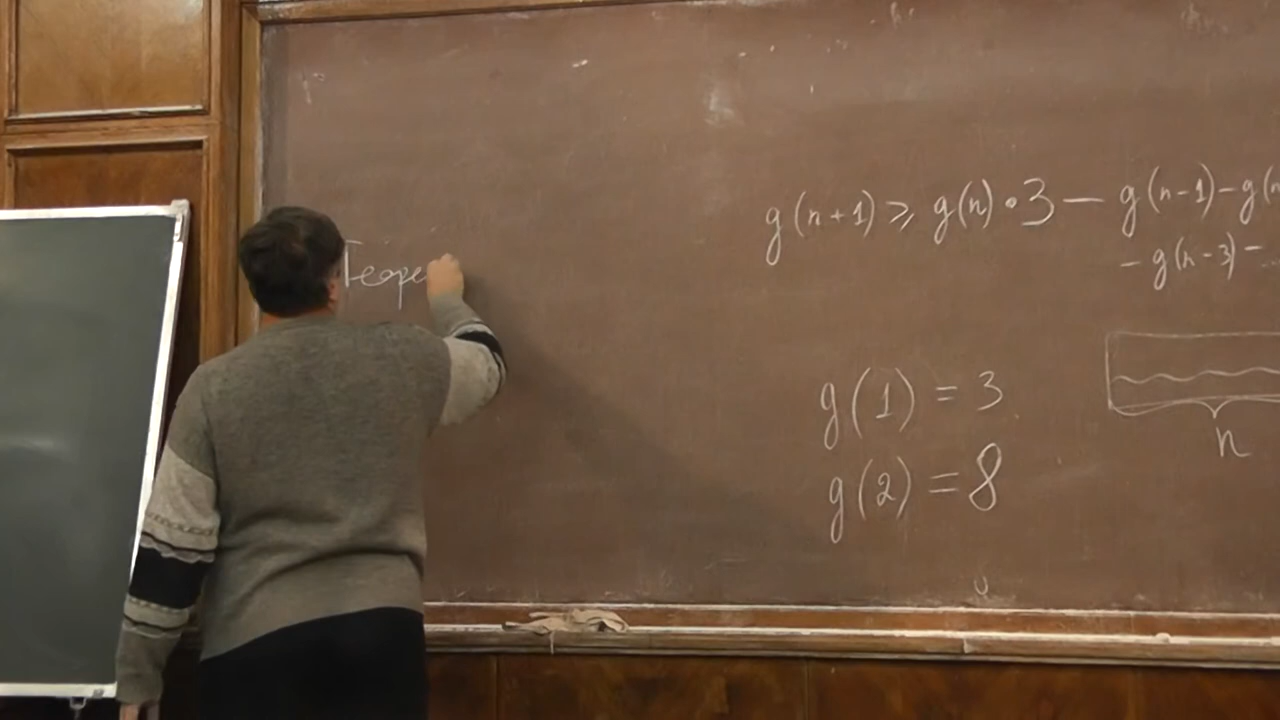 Теоре
g(n+1) ⩾ g(n) • 3 — g(n-1) - g(n
- g(n-3) - ..
g(1) = 3
g(2) = 8
n